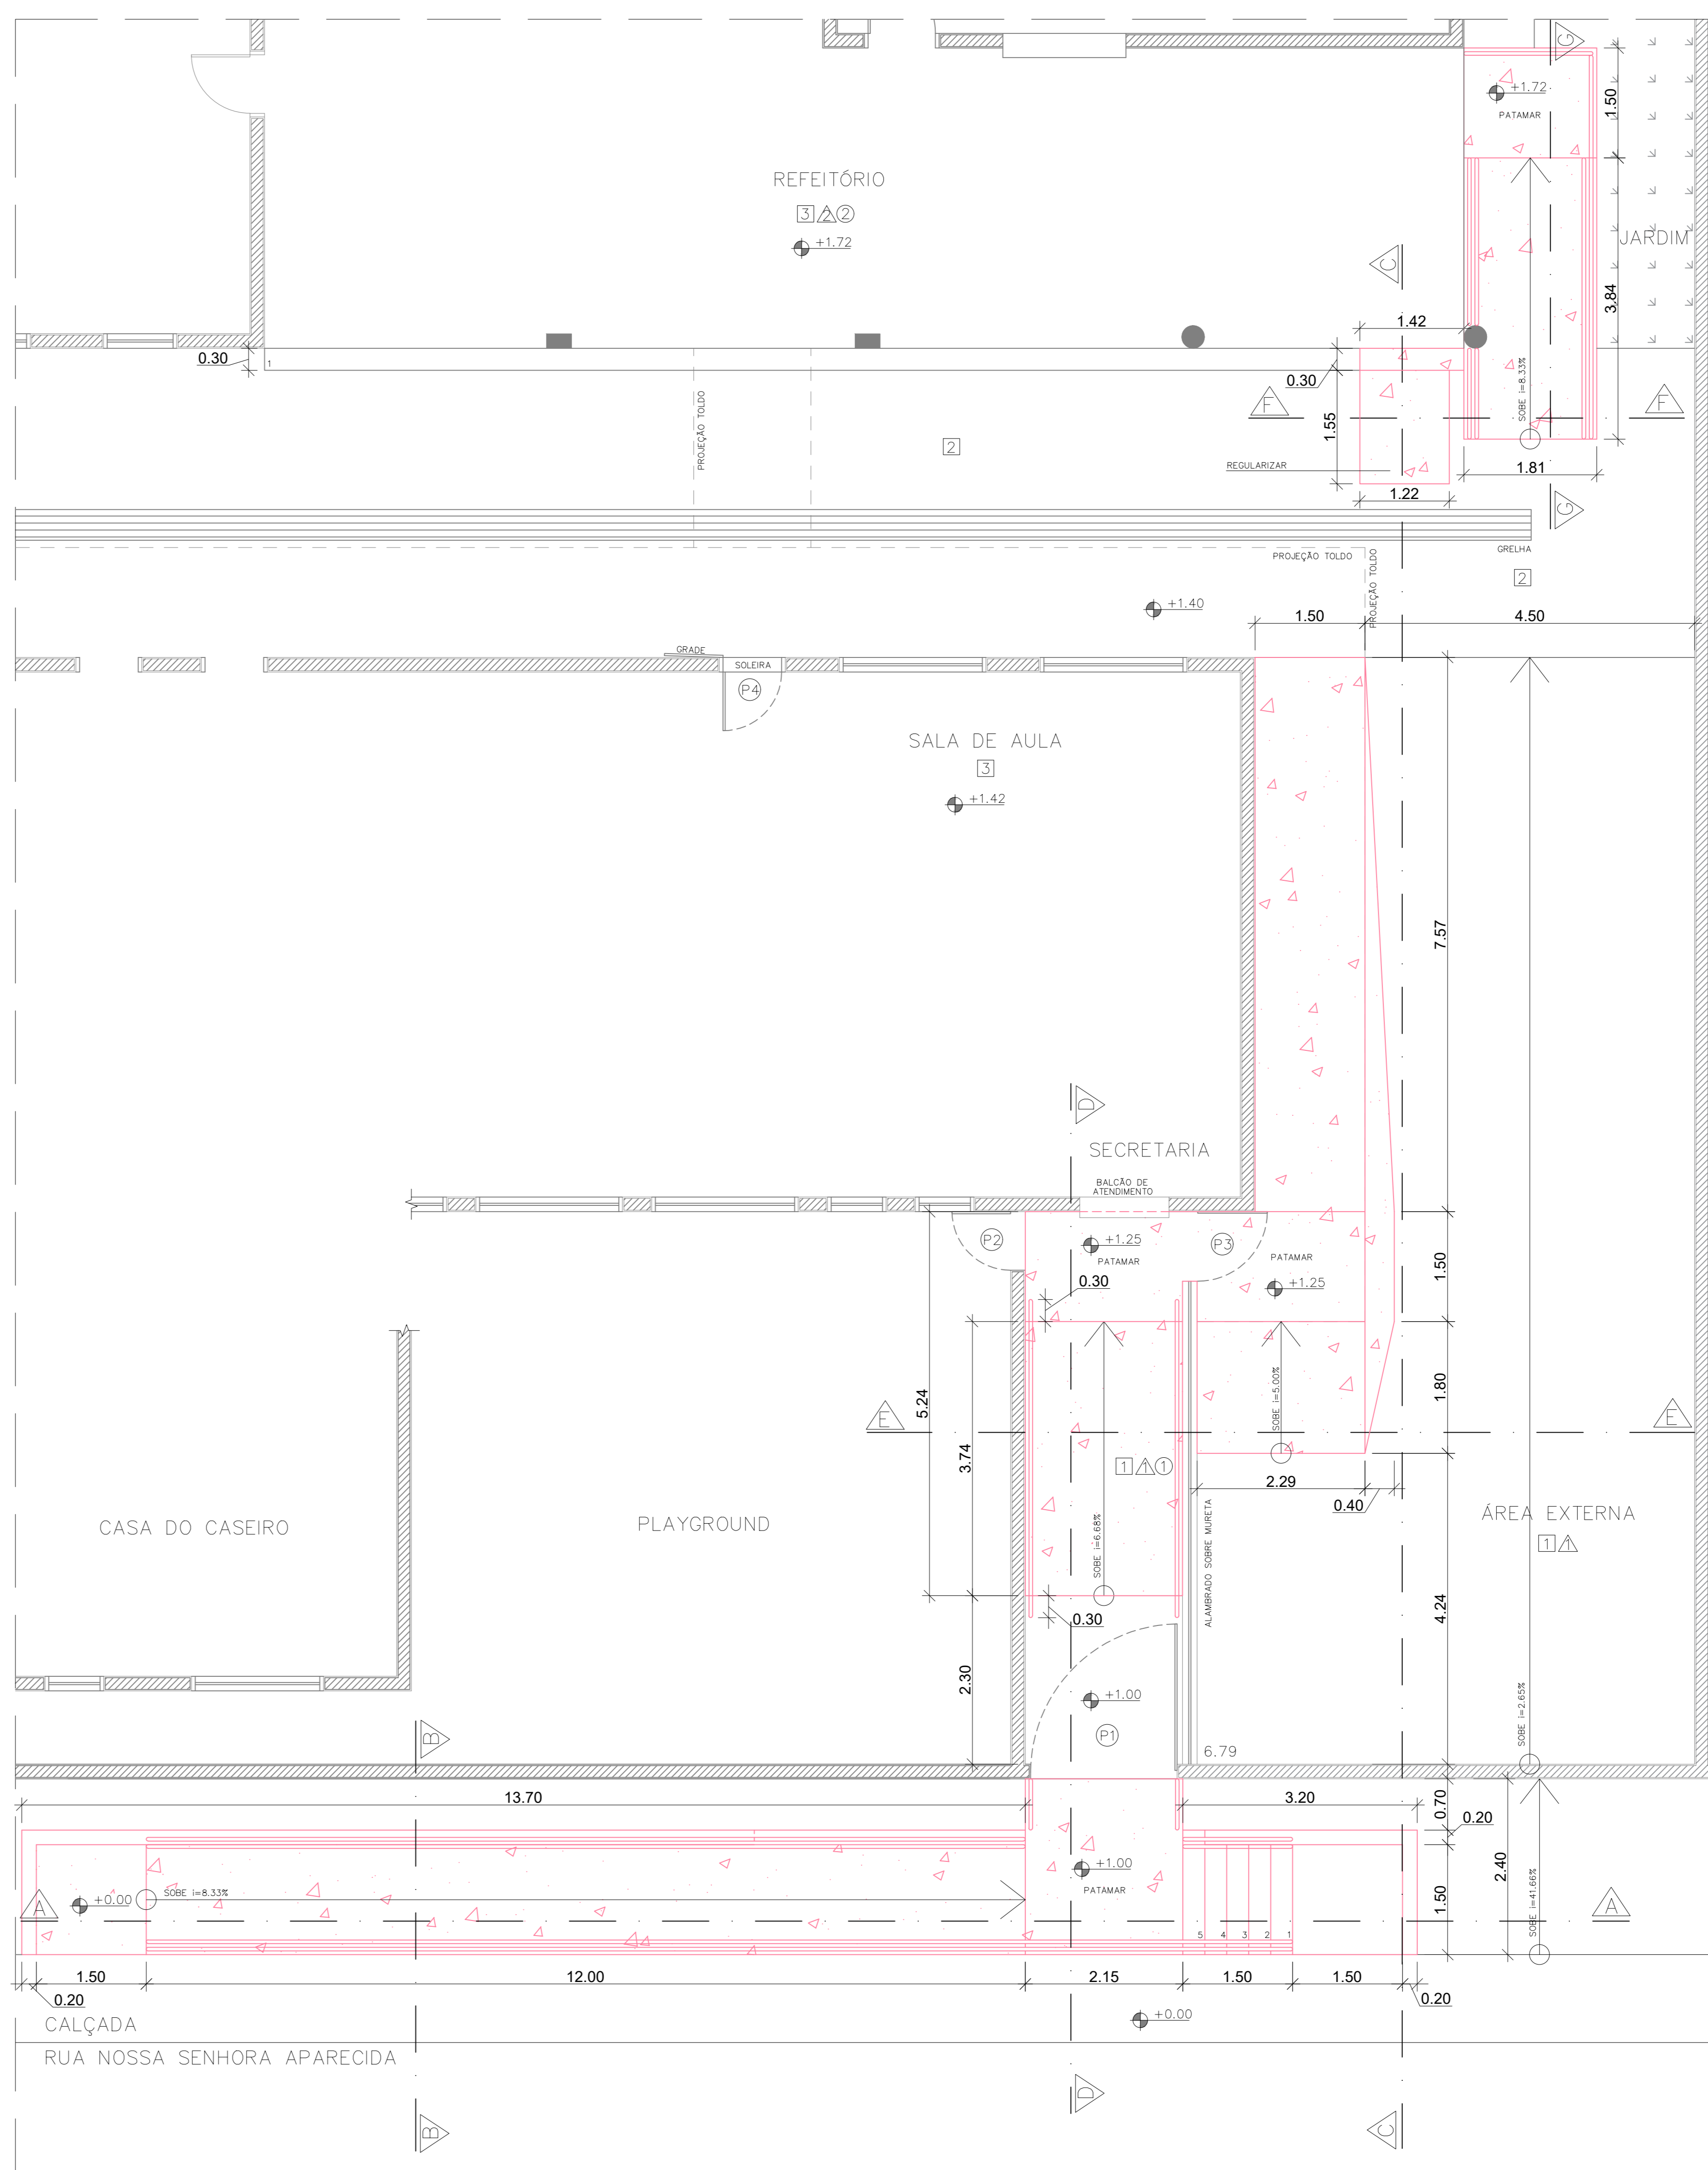 G
+1.72
PATAMAR
1.50
REFEITÓRIO
3 2 2
+1.72
JARDIM
C
3.84
1.42
0.30
1
0.30
SOBE i=8.33%
F
F
1.55
PROJEÇÃO TOLDO
2
REGULARIZAR
1.81
1.22
G
GRELHA
PROJEÇÃO TOLDO
PROJEÇÃO TOLDO
2
+1.40
1.50
4.50
GRADE
SOLEIRA
P4
SALA DE AULA
3
+1.42
7.57
D
SECRETARIA
BALCÃO DE
ATENDIMENTO
P2
+1.25
PATAMAR
P3
PATAMAR
+1.25
1.50
0.30
5.24
1.80
SOBE i=5.00%
E
E
3.74
1 1 1
2.29
0.40
ÁREA EXTERNA
1 1
CASA DO CASEIRO
PLAYGROUND
SOBE i=6.68%
ALAMBRADO SOBRE MURETA
4.24
0.30
2.30
+1.00
P1
SOBE i=2.65%
B
6.79
13.70
3.20
0.70
0.20
2.40
+1.00
PATAMAR
A
+0.00
SOBE i=8.33%
1.50
SOBE i=41.66%
A
5 4 3 2 1
1.50
12.00
2.15
1.50
1.50
0.20
0.20
+0.00
CALÇADA
RUA NOSSA SENHORA APARECIDA
D
B
C